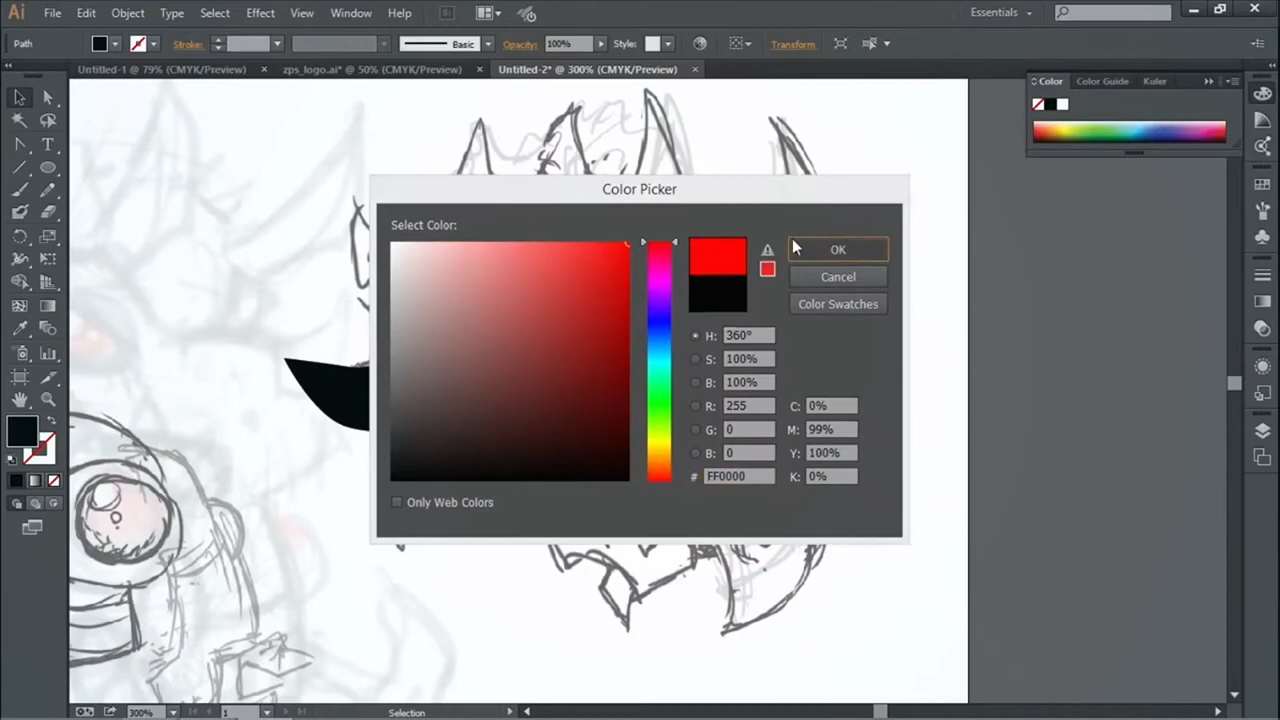 Ai File Edit Object Type Select Effect View Window Help Br Essentials
Path Stroke: Basic Opacity: 100% Style: Transform
Untitled-1 @ 79% (CMYK/Preview) × zps_logo.ai* @ 50% (CMYK/Preview) × Untitled-2* @ 300% (CMYK/Preview) ×
Color Color Guide Kuler
Color Picker
Select Color:
OK
Cancel
Color Swatches
H: 360°
S: 100%
B: 100%
R: 255 C: 0%
G: 0 M: 99%
B: 0 Y: 100%
# FF0000 K: 0%
Only Web Colors
300% 1 Selection